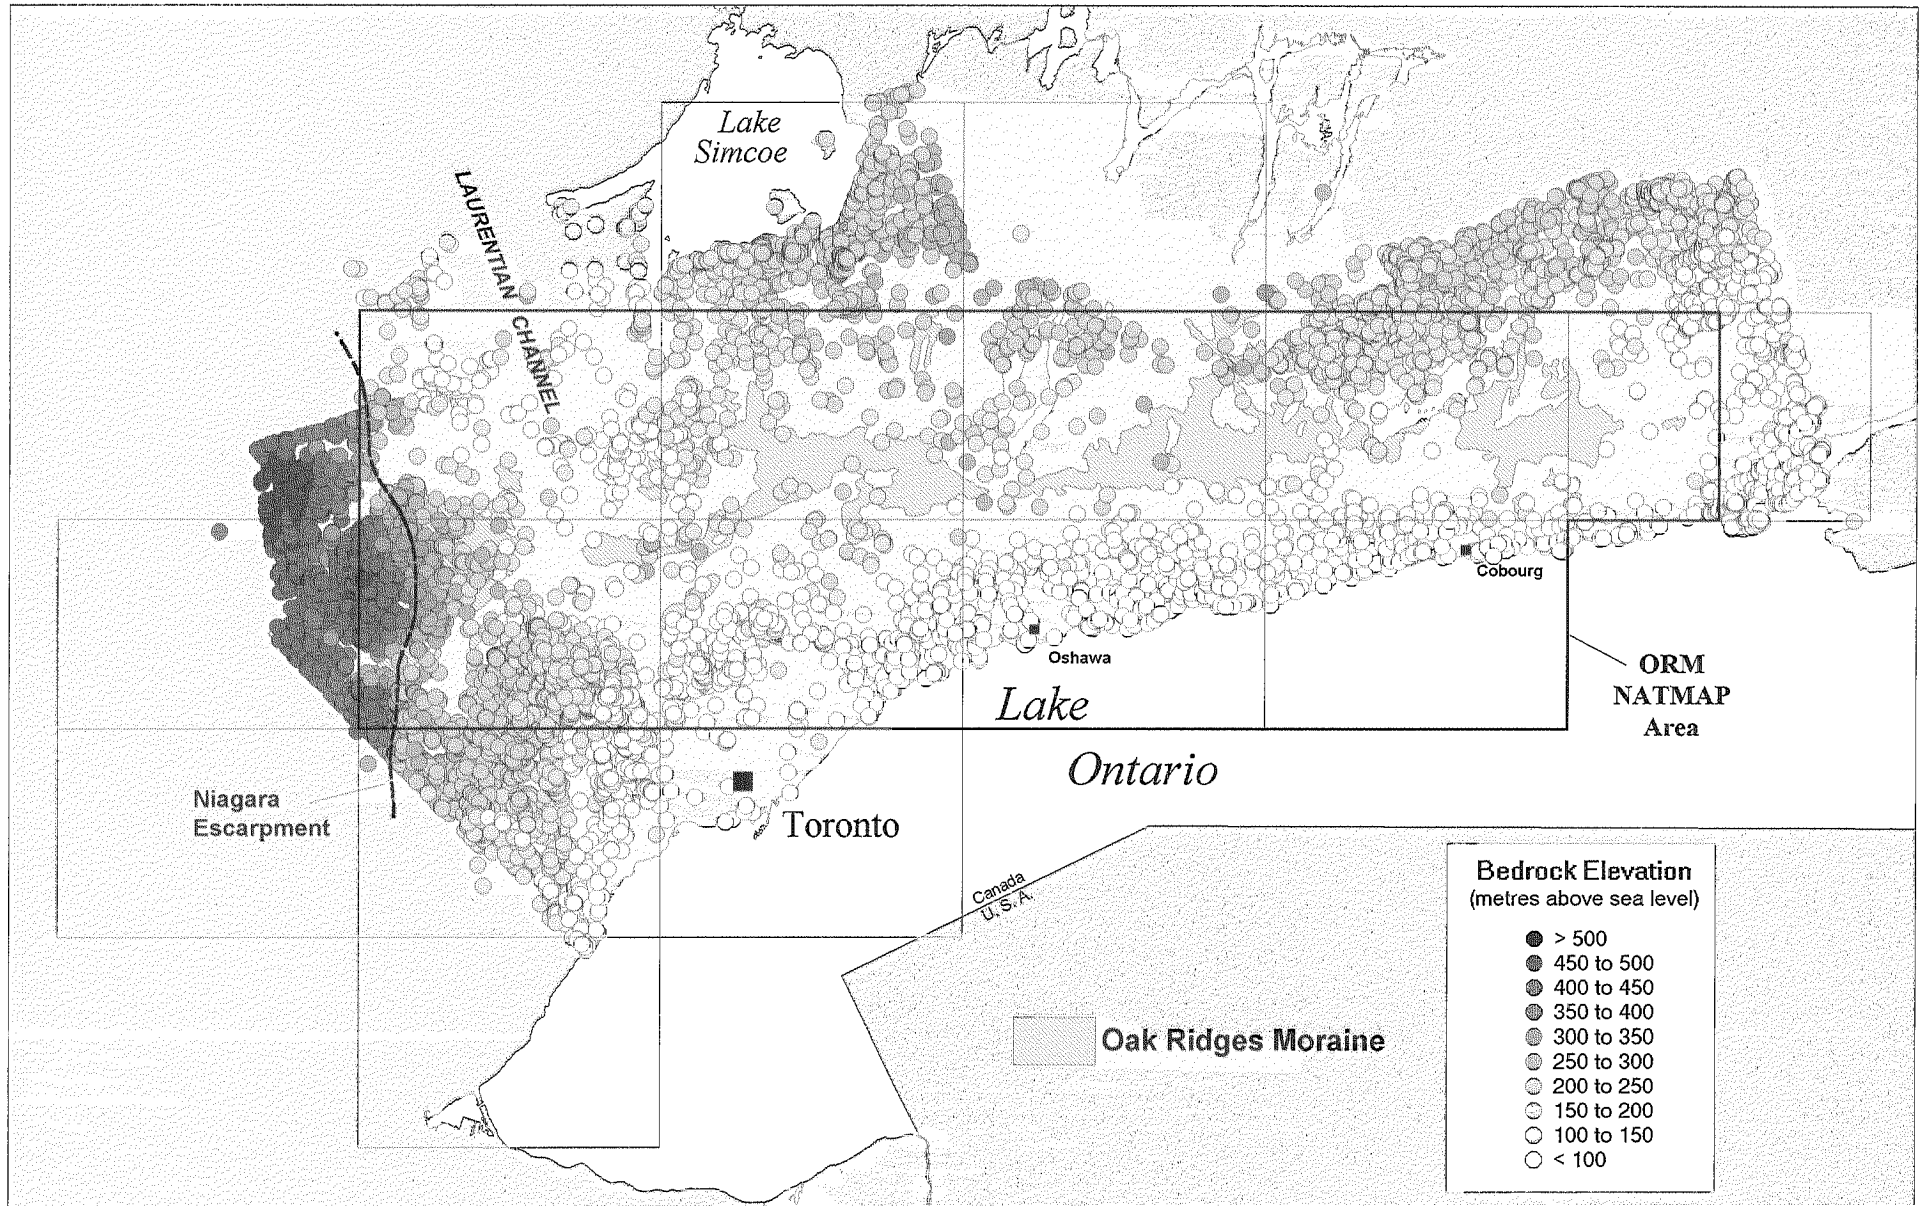 Lake
Simcoe
LAURENTIAN CHANNEL
Cobourg
Oshawa
ORM
NATMAP
Area
Lake
Ontario
Niagara
Escarpment
Toronto
Canada
U. S. A.
Bedrock Elevation
(metres above sea level)
> 500
450 to 500
400 to 450
350 to 400
300 to 350
250 to 300
200 to 250
150 to 200
100 to 150
< 100
Oak Ridges Moraine